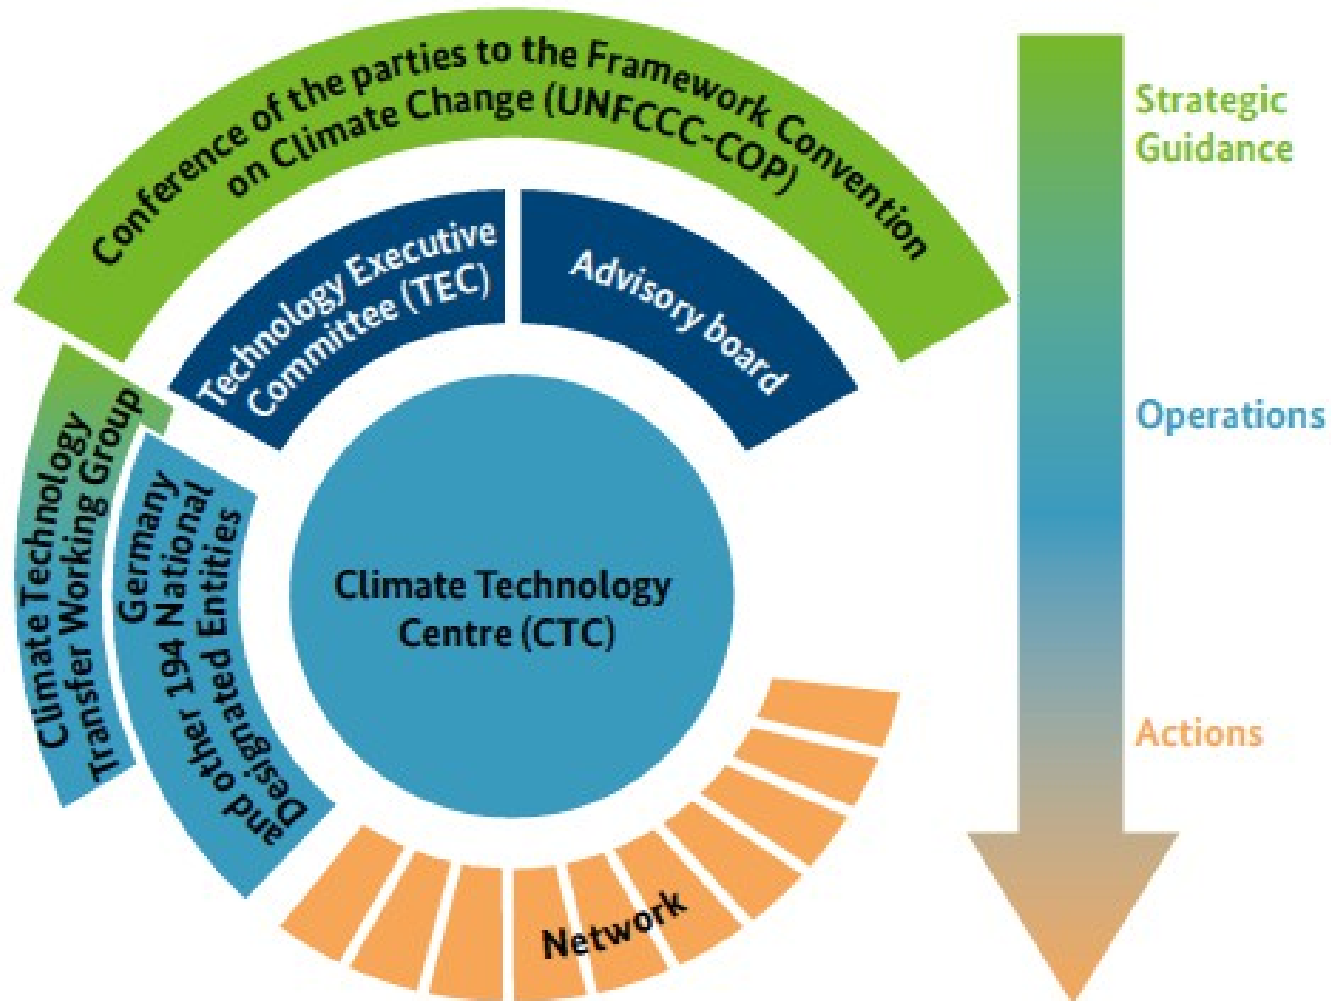 Conference of the parties to the Framework Convention
on Climate Change (UNFCCC-COP)
Technology Executive
Committee (TEC)
Advisory board
Climate Technology
Transfer Working Group
Germany
and other 194 National
Designated Entities
Climate Technology
Centre (CTC)
Network
Strategic
Guidance
Operations
Actions